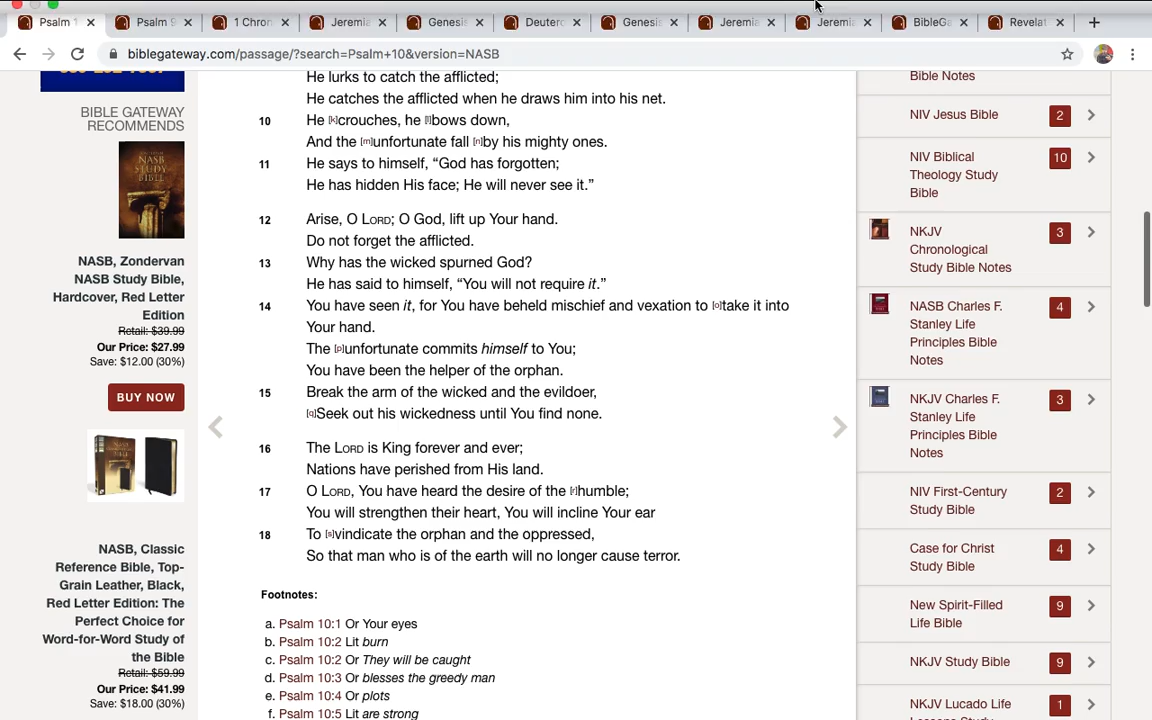 Psalm 1
Psalm 9
1 Chron
Jeremia
Genesis
Deutero
Genesis
Jeremia
Jeremia
BibleGa
Revelat
biblegateway.com/passage/?search=Psalm+10&version=NASB
BIBLE GATEWAY
RECOMMENDS
NASB, Zondervan
NASB Study Bible,
Hardcover, Red Letter
Edition
Retail: $39.99
Our Price: $27.99
Save: $12.00 (30%)
BUY NOW
NASB, Classic
Reference Bible, Top-
Grain Leather, Black,
Red Letter Edition: The
Perfect Choice for
Word-for-Word Study of
the Bible
Retail: $59.99
Our Price: $41.99
Save: $18.00 (30%)
He lurks to catch the afflicted;
He catches the afflicted when he draws him into his net.
10 He [k]crouches, he [l]bows down,
And the [m]unfortunate fall [n]by his mighty ones.
11 He says to himself, “God has forgotten;
He has hidden His face; He will never see it.”
12 Arise, O LORD; O God, lift up Your hand.
Do not forget the afflicted.
13 Why has the wicked spurned God?
He has said to himself, “You will not require it.”
14 You have seen it, for You have beheld mischief and vexation to [o]take it into
Your hand.
The [p]unfortunate commits himself to You;
You have been the helper of the orphan.
15 Break the arm of the wicked and the evildoer,
[q]Seek out his wickedness until You find none.
16 The LORD is King forever and ever;
Nations have perished from His land.
17 O LORD, You have heard the desire of the [r]humble;
You will strengthen their heart, You will incline Your ear
18 To [s]vindicate the orphan and the oppressed,
So that man who is of the earth will no longer cause terror.
Footnotes:
a. Psalm 10:1 Or Your eyes
b. Psalm 10:2 Lit burn
c. Psalm 10:2 Or They will be caught
d. Psalm 10:3 Or blesses the greedy man
e. Psalm 10:4 Or plots
f. Psalm 10:5 Lit are strong
Bible Notes
NIV Jesus Bible 2
NIV Biblical 10
Theology Study
Bible
NKJV 3
Chronological
Study Bible Notes
NASB Charles F. 4
Stanley Life
Principles Bible
Notes
NKJV Charles F. 3
Stanley Life
Principles Bible
Notes
NIV First-Century 2
Study Bible
Case for Christ 4
Study Bible
New Spirit-Filled 9
Life Bible
NKJV Study Bible 9
NKJV Lucado Life 1